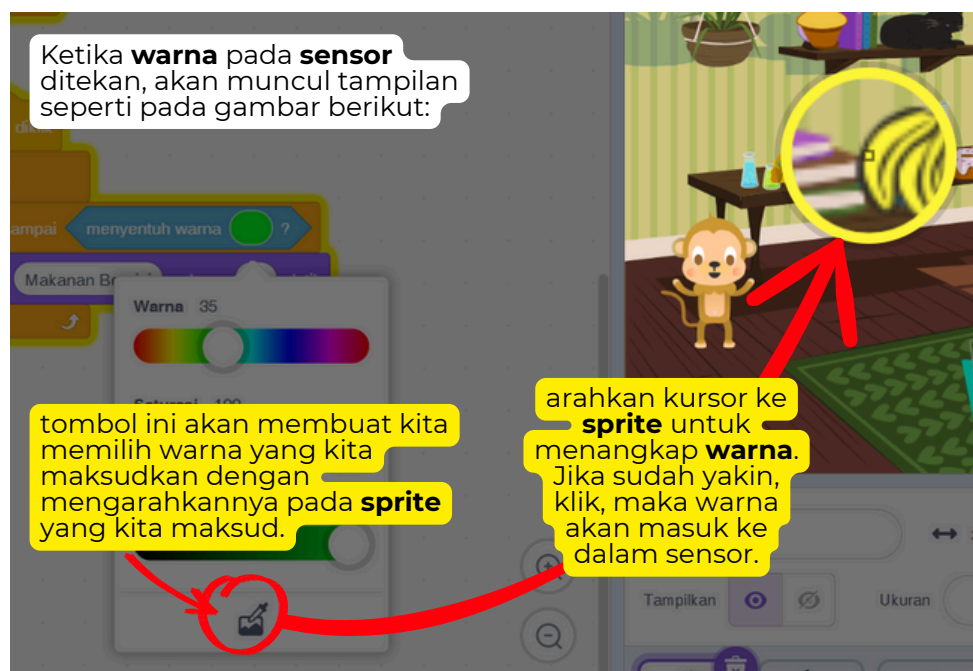 Ketika warna pada sensor
ditekan, akan muncul tampilan
seperti pada gambar berikut:
menyentuh warna ?
Makanan
Warna 35
tombol ini akan membuat kita
memilih warna yang kita
maksudkan dengan
mengarahkannya pada sprite
yang kita maksud.
arahkan kursor ke
sprite untuk
menangkap warna.
Jika sudah yakin,
klik, maka warna
akan masuk ke
dalam sensor.
Tampilkan
Ukuran